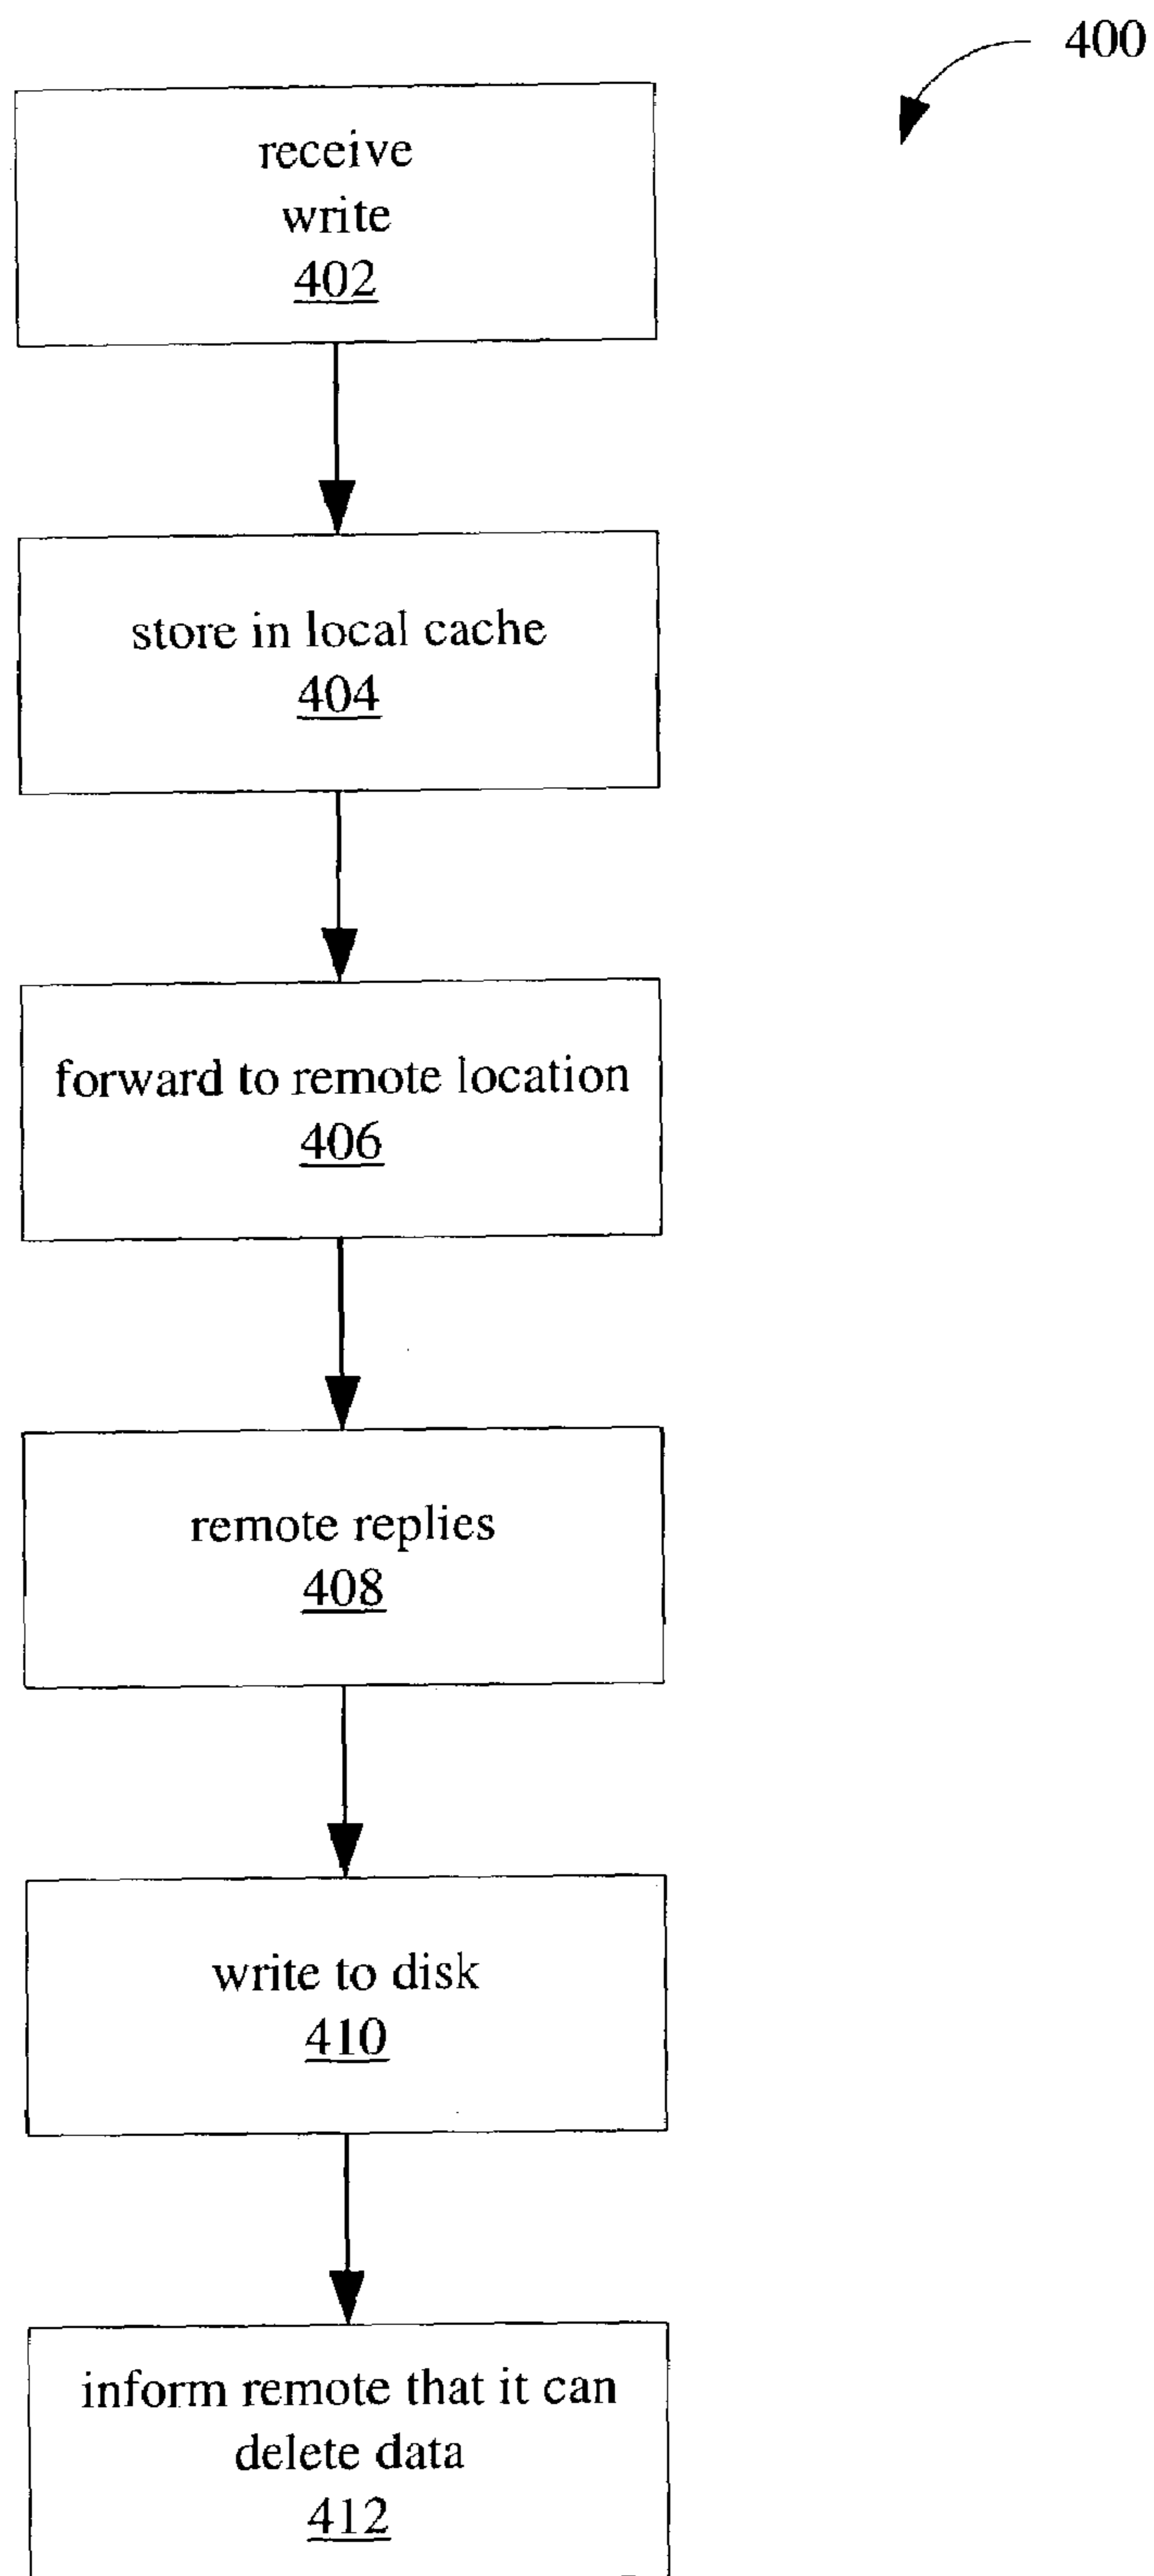 400
receive
write
402
store in local cache
404
forward to remote location
406
remote replies
408
write to disk
410
inform remote that it can
delete data
412